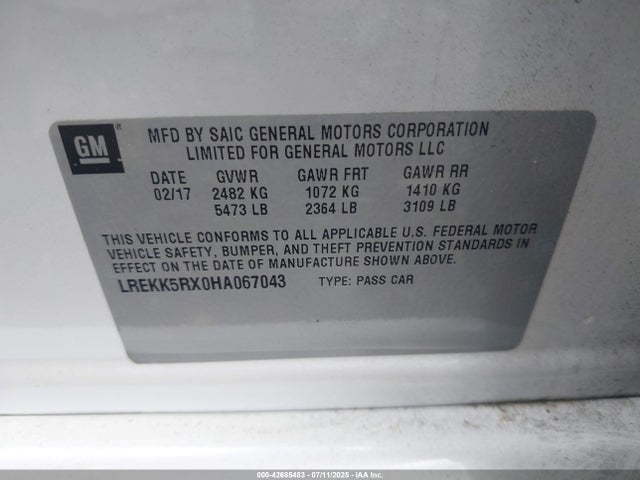 GM
MFD BY SAIC GENERAL MOTORS CORPORATION
LIMITED FOR GENERAL MOTORS LLC
DATE GVWR GAWR FRT GAWR RR
02/17 2482 KG 1072 KG 1410 KG
5473 LB 2364 LB 3109 LB
THIS VEHICLE CONFORMS TO ALL APPLICABLE U.S. FEDERAL MOTOR
VEHICLE SAFETY, BUMPER, AND THEFT PREVENTION STANDARDS IN
EFFECT ON THE DATE OF MANUFACTURE SHOWN ABOVE.
LREKK5RX0HA067043 TYPE: PASS CAR
000-42685483 - 07/11/2025 - IAA Inc.